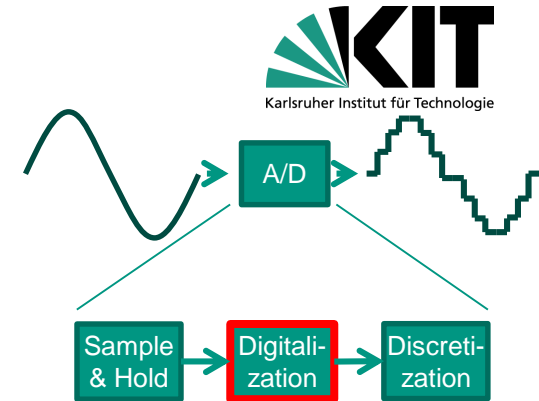 KIT
Karlsruher Institut für Technologie
A/D
Sample
& Hold
Digitali-
zation
Discreti-
zation